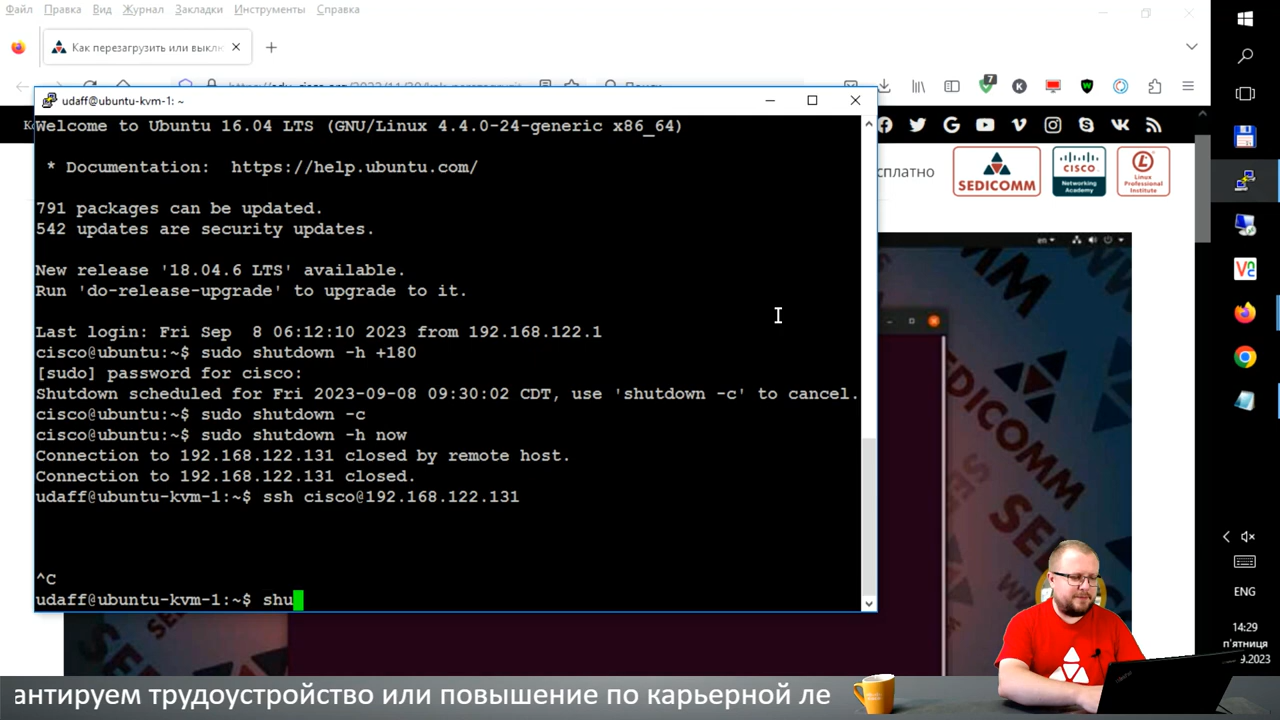 Файл Правка Вид Журнал Закладки Инструменты Справка
Как перезагрузить или выкл
Поиск
7
udaff@ubuntu-kvm-1: ~
Welcome to Ubuntu 16.04 LTS (GNU/Linux 4.4.0-24-generic x86_64)
* Documentation: https://help.ubuntu.com/
791 packages can be updated.
542 updates are security updates.
New release '18.04.6 LTS' available.
Run 'do-release-upgrade' to upgrade to it.
Last login: Fri Sep 8 06:12:10 2023 from 192.168.122.1
cisco@ubuntu:~$ sudo shutdown -h +180
[sudo] password for cisco:
Shutdown scheduled for Fri 2023-09-08 09:30:02 CDT, use 'shutdown -c' to cancel.
cisco@ubuntu:~$ sudo shutdown -c
cisco@ubuntu:~$ sudo shutdown -h now
Connection to 192.168.122.131 closed by remote host.
Connection to 192.168.122.131 closed.
udaff@ubuntu-kvm-1:~$ ssh cisco@192.168.122.131
^C
udaff@ubuntu-kvm-1:~$ shu
сплатно
SEDICOMM
CISCO
Networking
Academy
Linux
Professional
Institute
en
SEDICOMM
ENG
14:29
п'ятниця
.9.2023
антируем трудоустройство или повышение по карьерной ле